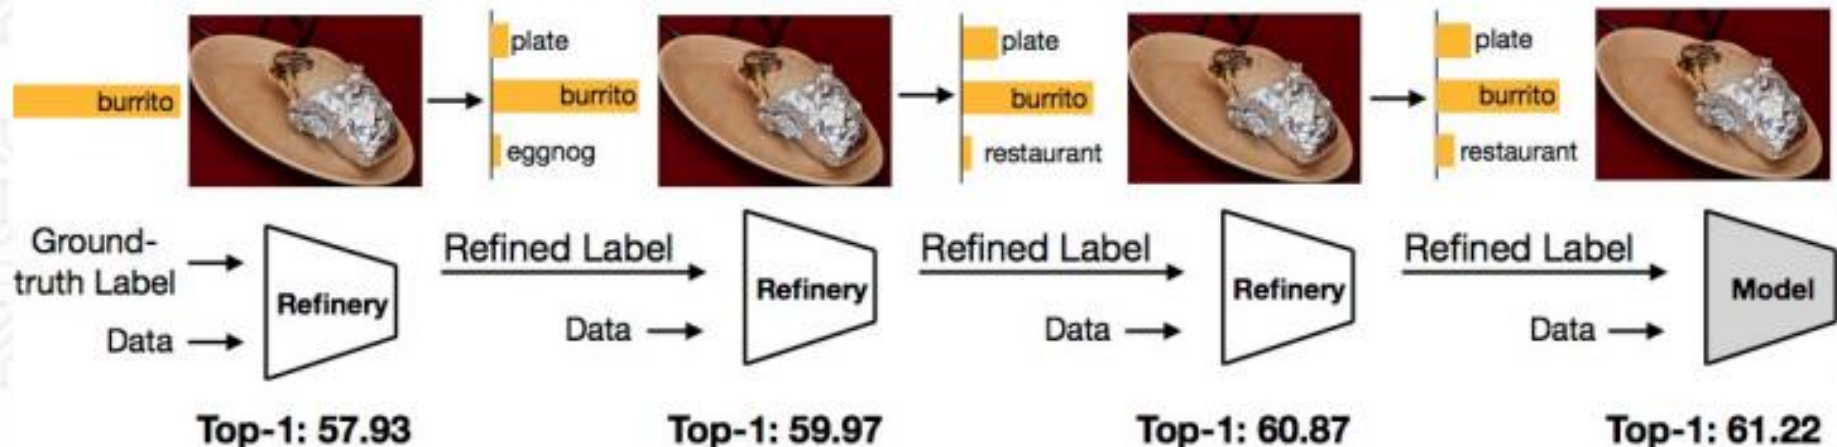 burrito
plate
burrito
eggnog
plate
burrito
restaurant
plate
burrito
restaurant
Ground-
truth Label
Data
Refinery
Refined Label
Data
Refinery
Refined Label
Data
Refinery
Refined Label
Data
Model
Top-1: 57.93
Top-1: 59.97
Top-1: 60.87
Top-1: 61.22